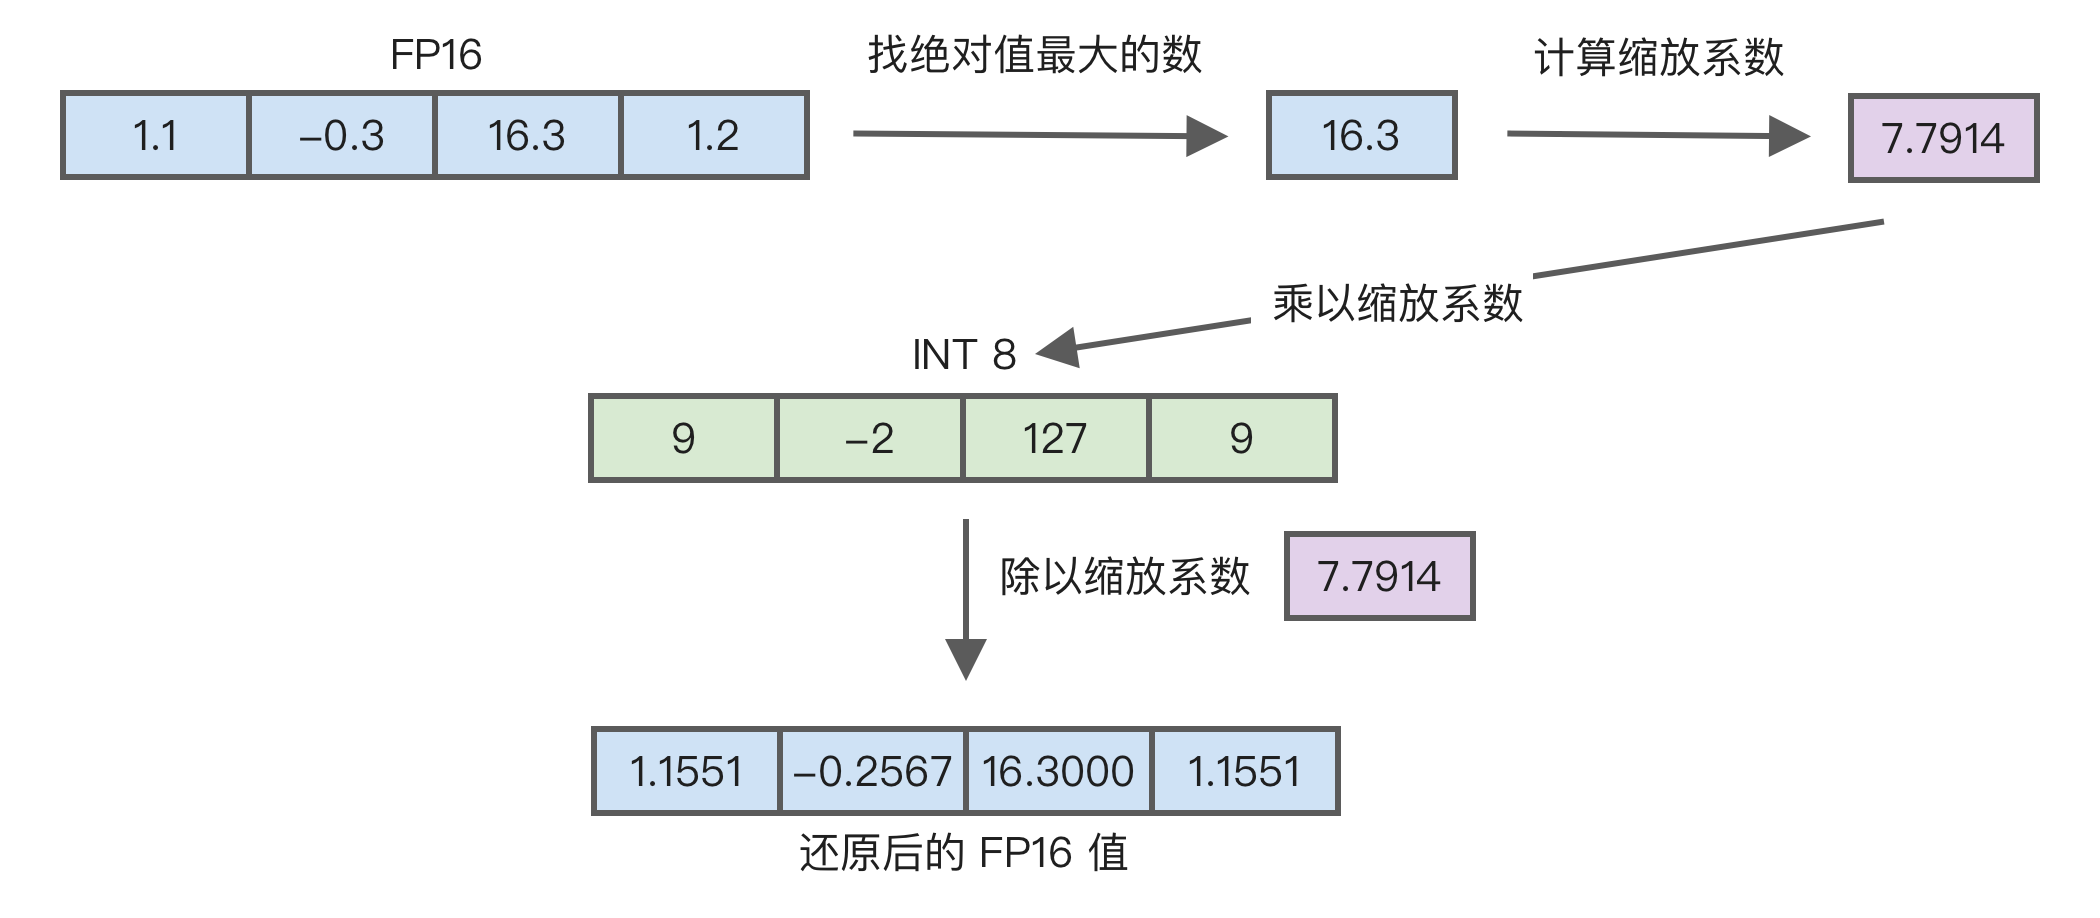 FP16
找绝对值最大的数
计算缩放系数
1.1 −0.3 16.3 1.2
16.3
7.7914
乘以缩放系数
INT 8
9 −2 127 9
除以缩放系数
7.7914
1.1551 −0.2567 16.3000 1.1551
还原后的 FP16 值